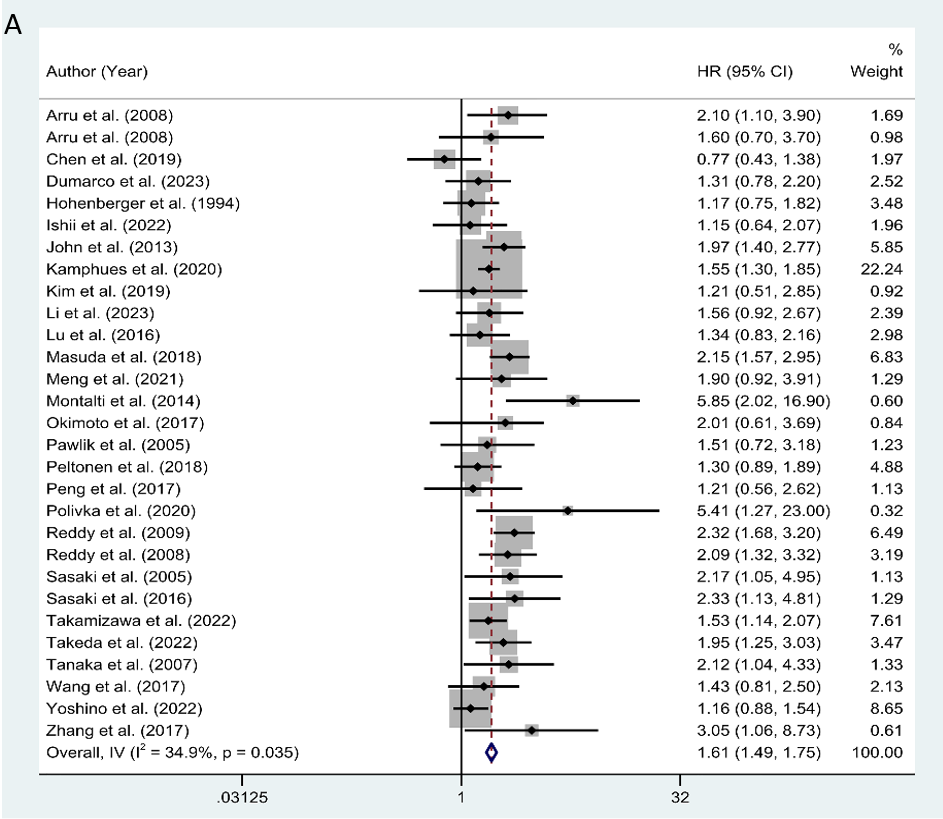 A
%
Author (Year) HR (95% CI) Weight
Arru et al. (2008) 2.10 (1.10, 3.90) 1.69
Arru et al. (2008) 1.60 (0.70, 3.70) 0.98
Chen et al. (2019) 0.77 (0.43, 1.38) 1.97
Dumarco et al. (2023) 1.31 (0.78, 2.20) 2.52
Hohenberger et al. (1994) 1.17 (0.75, 1.82) 3.48
Ishii et al. (2022) 1.15 (0.64, 2.07) 1.96
John et al. (2013) 1.97 (1.40, 2.77) 5.85
Kamphues et al. (2020) 1.55 (1.30, 1.85) 22.24
Kim et al. (2019) 1.21 (0.51, 2.85) 0.92
Li et al. (2023) 1.56 (0.92, 2.67) 2.39
Lu et al. (2016) 1.34 (0.83, 2.16) 2.98
Masuda et al. (2018) 2.15 (1.57, 2.95) 6.83
Meng et al. (2021) 1.90 (0.92, 3.91) 1.29
Montalti et al. (2014) 5.85 (2.02, 16.90) 0.60
Okimoto et al. (2017) 2.01 (0.61, 3.69) 0.84
Pawlik et al. (2005) 1.51 (0.72, 3.18) 1.23
Peltonen et al. (2018) 1.30 (0.89, 1.89) 4.88
Peng et al. (2017) 1.21 (0.56, 2.62) 1.13
Polivka et al. (2020) 5.41 (1.27, 23.00) 0.32
Reddy et al. (2009) 2.32 (1.68, 3.20) 6.49
Reddy et al. (2008) 2.09 (1.32, 3.32) 3.19
Sasaki et al. (2005) 2.17 (1.05, 4.95) 1.13
Sasaki et al. (2016) 2.33 (1.13, 4.81) 1.29
Takamizawa et al. (2022) 1.53 (1.14, 2.07) 7.61
Takeda et al. (2022) 1.95 (1.25, 3.03) 3.47
Tanaka et al. (2007) 2.12 (1.04, 4.33) 1.33
Wang et al. (2017) 1.43 (0.81, 2.50) 2.13
Yoshino et al. (2022) 1.16 (0.88, 1.54) 8.65
Zhang et al. (2017) 3.05 (1.06, 8.73) 0.61
Overall, IV (I² = 34.9%, p = 0.035) 1.61 (1.49, 1.75) 100.00
.03125 1 32